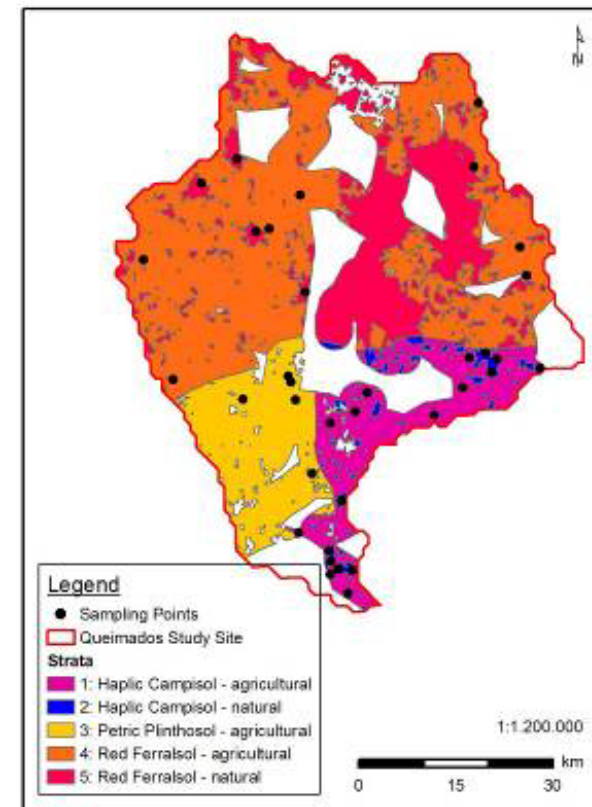 N
Legend
Sampling Points
Queimados Study Site
Strata
1: Haplic Campisol - agricultural
2: Haplic Campisol - natural
3: Petric Plinthosol - agricultural
4: Red Ferralsol - agricultural
5: Red Ferralsol - natural
1:1.200.000
km
0 15 30